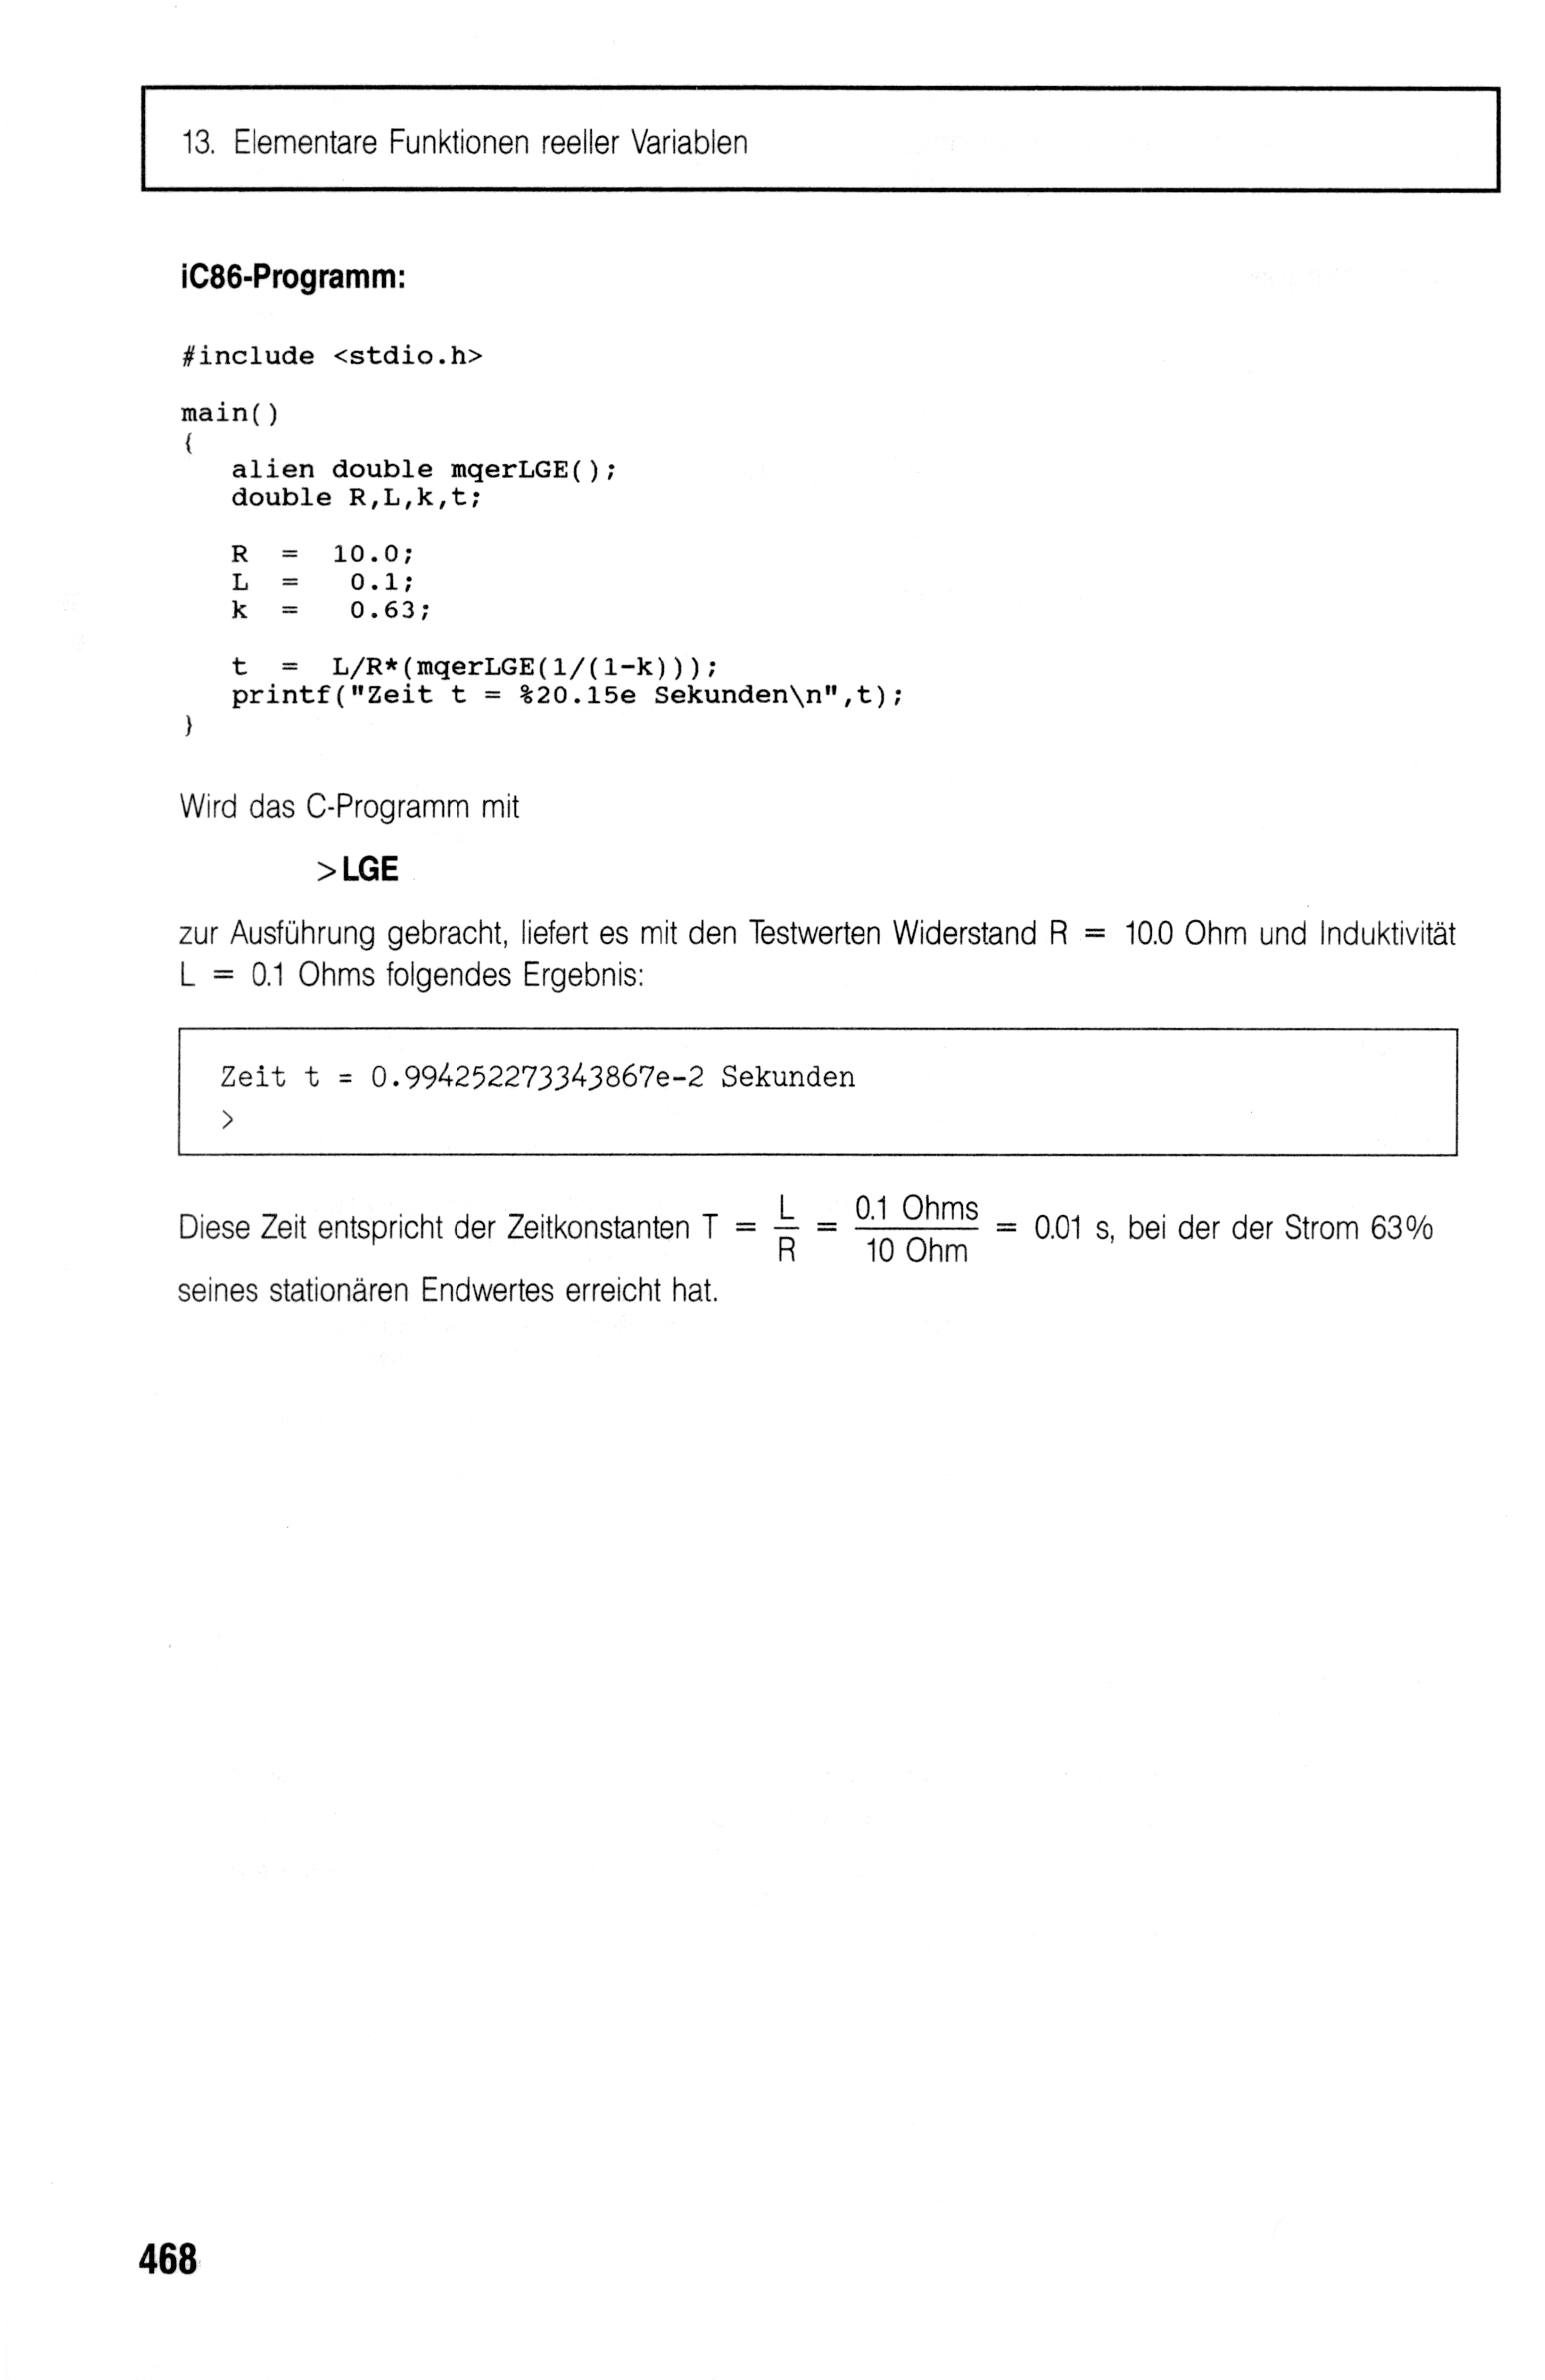 13. Elementare Funktionen reeller Variablen
iC86-Programm:
#include <stdio.h>
main()
{
   alien double mqerLGE();
   double R,L,k,t;
   R  =  10.0;
   L  =   0.1;
   k  =   0.63;
   t  =  L/R*(mqerLGE(1/(1-k)));
   printf("Zeit t = %20.15e Sekunden\n",t);
}
Wird das C-Programm mit
>LGE
zur Ausführung gebracht, liefert es mit den Testwerten Widerstand R = 10.0 Ohm und Induktivität
L = 0.1 Ohms folgendes Ergebnis:
Zeit t = 0.994252273343867e-2 Sekunden
>
Diese Zeit entspricht der Zeitkonstanten T = L/R = 0.1 Ohms/10 Ohm = 0.01 s, bei der der Strom 63%
seines stationären Endwertes erreicht hat.
468